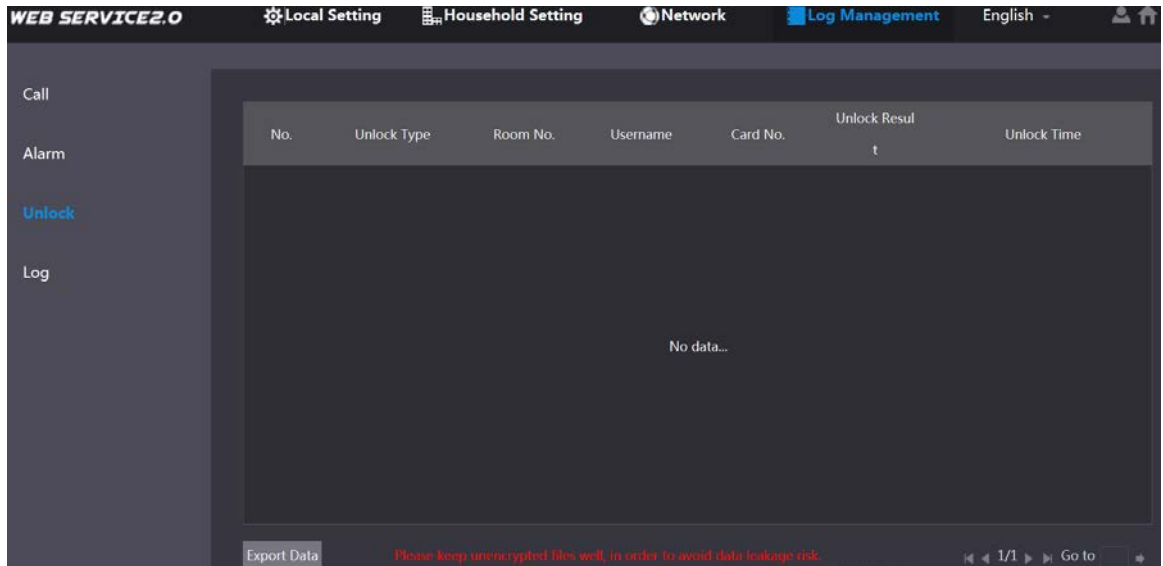 WEB SERVICE2.0 Local Setting Household Setting Network Log Management English
Call
Alarm
Unlock
Log
No. Unlock Type Room No. Username Card No. Unlock Resul
t Unlock Time
No data...
Export Data Please keep unencrypted files well, in order to avoid data leakage risk. 1/1 Go to